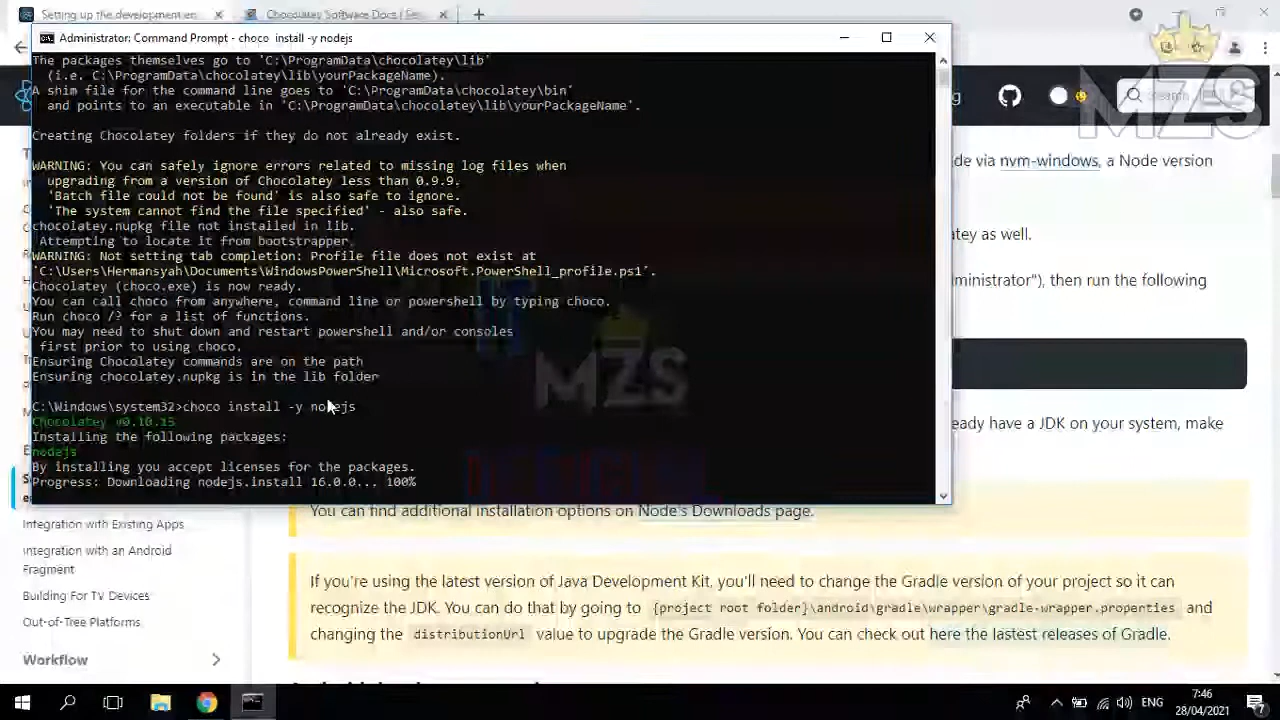 Setting up the development en
Chocolatey Software Docs | Se
Administrator: Command Prompt - choco install -y nodejs
The packages themselves go to 'C:\ProgramData\chocolatey\lib'
(i.e. C:\ProgramData\chocolatey\lib\yourPackageName).
A shim file for the command line goes to 'C:\ProgramData\chocolatey\bin'
and points to an executable in 'C:\ProgramData\chocolatey\lib\yourPackageName'.
Creating Chocolatey folders if they do not already exist.
WARNING: You can safely ignore errors related to missing log files when
upgrading from a version of Chocolatey less than 0.9.9.
'Batch file could not be found' is also safe to ignore.
'The system cannot find the file specified' - also safe.
chocolatey.nupkg file not installed in lib.
Attempting to locate it from bootstrapper.
WARNING: Not setting tab completion: Profile file does not exist at
'C:\Users\Hermansyah\Documents\WindowsPowerShell\Microsoft.PowerShell_profile.ps1'.
Chocolatey (choco.exe) is now ready.
You can call choco from anywhere, command line or powershell by typing choco.
Run choco /? for a list of functions.
You may need to shut down and restart powershell and/or consoles
first prior to using choco.
Ensuring Chocolatey commands are on the path
Ensuring chocolatey.nupkg is in the lib folder
C:\Windows\system32>choco install -y nodejs
Chocolatey v0.10.15
Installing the following packages:
nodejs
By installing you accept licenses for the packages.
Progress: Downloading nodejs.install 16.0.0... 100%
MZS
MZS
g
Search
de via nvm-windows, a Node version
atey as well.
ministrator"), then run the following
eady have a JDK on your system, make
You can find additional installation options on Node's Downloads page.
If you're using the latest version of Java Development Kit, you'll need to change the Gradle version of your project so it can
recognize the JDK. You can do that by going to {project root folder}\android\gradle\wrapper\gradle-wrapper.properties and
changing the distributionUrl value to upgrade the Gradle version. You can check out here the lastest releases of Gradle.
Integration with Existing Apps
Integration with an Android
Fragment
Building For TV Devices
Out-of-Tree Platforms
Workflow
ENG
7:46
28/04/2021
7